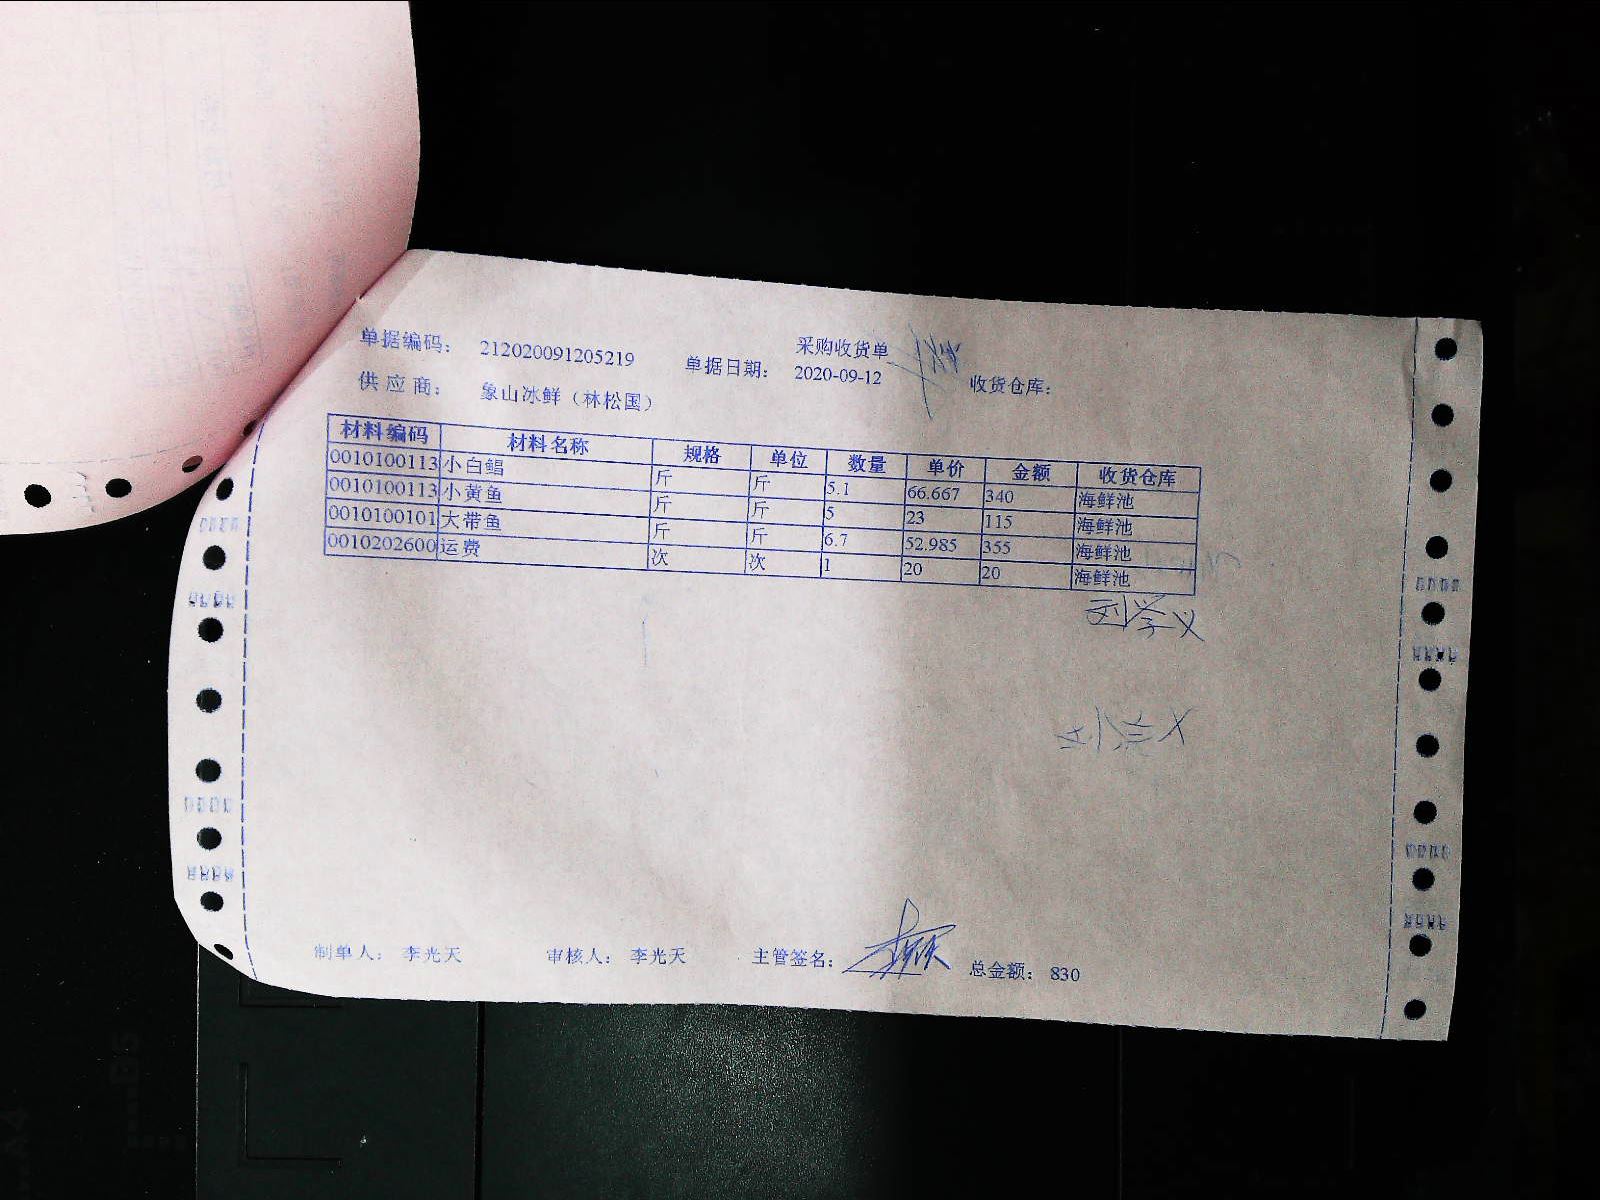 采购收货单
单据编码： 212020091205219 单据日期： 2020-09-12 收货仓库：
供应商： 象山冰鲜（林松国）
材料编码 材料名称 规格 单位 数量 单价 金额 收货仓库
0010100113 小白鲳 斤 斤 5.1 66.667 340 海鲜池
0010100113 小黄鱼 斤 斤 5 23 115 海鲜池
0010100101 大带鱼 斤 斤 6.7 52.985 355 海鲜池
0010202600 运费 次 次 1 20 20 海鲜池
刘学义
制单人： 李光天 审核人： 李光天 主管签名： 总金额： 830